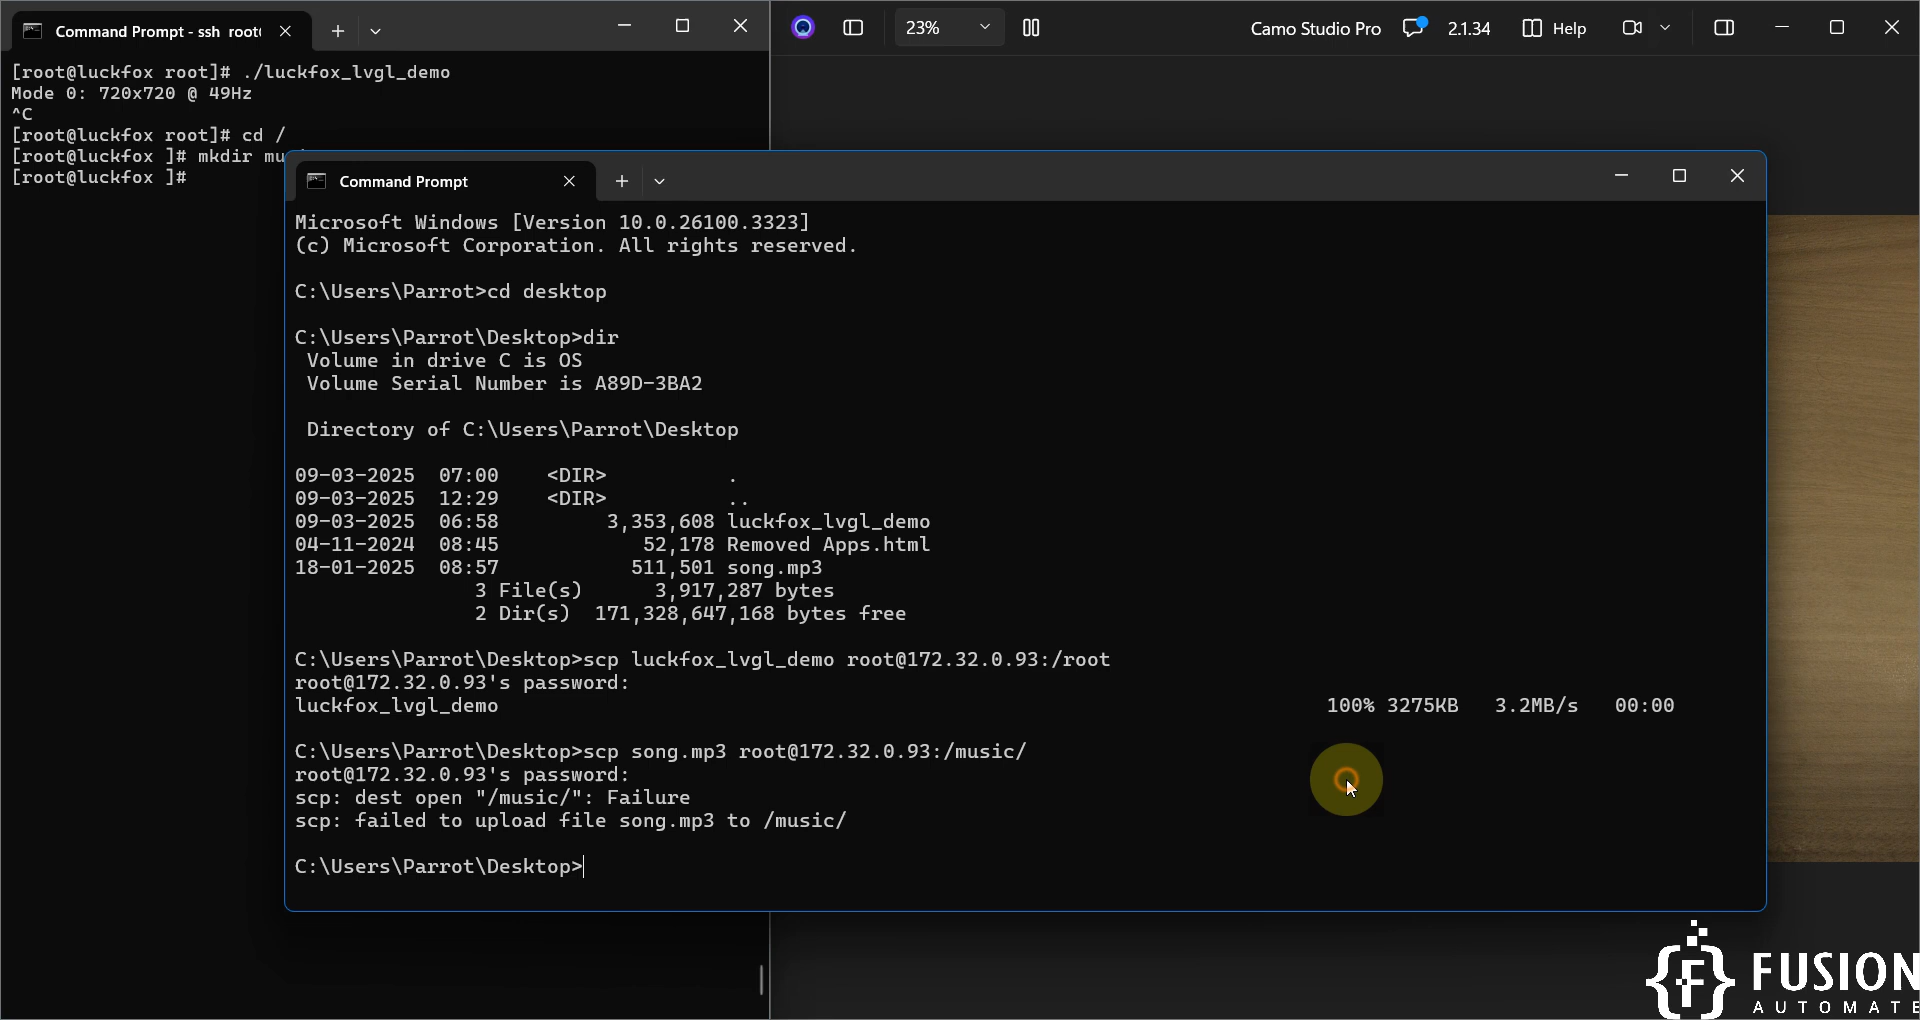 Command Prompt - ssh root
[root@luckfox root]# ./luckfox_lvgl_demo
Mode 0: 720x720 @ 49Hz
^C
[root@luckfox root]# cd /
[root@luckfox ]# mkdir mu
[root@luckfox ]#
23%
Camo Studio Pro
2.1.34
Help
Command Prompt
Microsoft Windows [Version 10.0.26100.3323]
(c) Microsoft Corporation. All rights reserved.
C:\Users\Parrot>cd desktop
C:\Users\Parrot\Desktop>dir
Volume in drive C is OS
Volume Serial Number is A89D-3BA2
Directory of C:\Users\Parrot\Desktop
09-03-2025  07:00    <DIR>          .
09-03-2025  12:29    <DIR>          ..
09-03-2025  06:58         3,353,608 luckfox_lvgl_demo
04-11-2024  08:45            52,178 Removed Apps.html
18-01-2025  08:57           511,501 song.mp3
3 File(s)      3,917,287 bytes
2 Dir(s)  171,328,647,168 bytes free
C:\Users\Parrot\Desktop>scp luckfox_lvgl_demo root@172.32.0.93:/root
root@172.32.0.93's password:
luckfox_lvgl_demo 100% 3275KB 3.2MB/s 00:00
C:\Users\Parrot\Desktop>scp song.mp3 root@172.32.0.93:/music/
root@172.32.0.93's password:
scp: dest open "/music/": Failure
scp: failed to upload file song.mp3 to /music/
C:\Users\Parrot\Desktop>
{F} FUSION
AUTOMATE